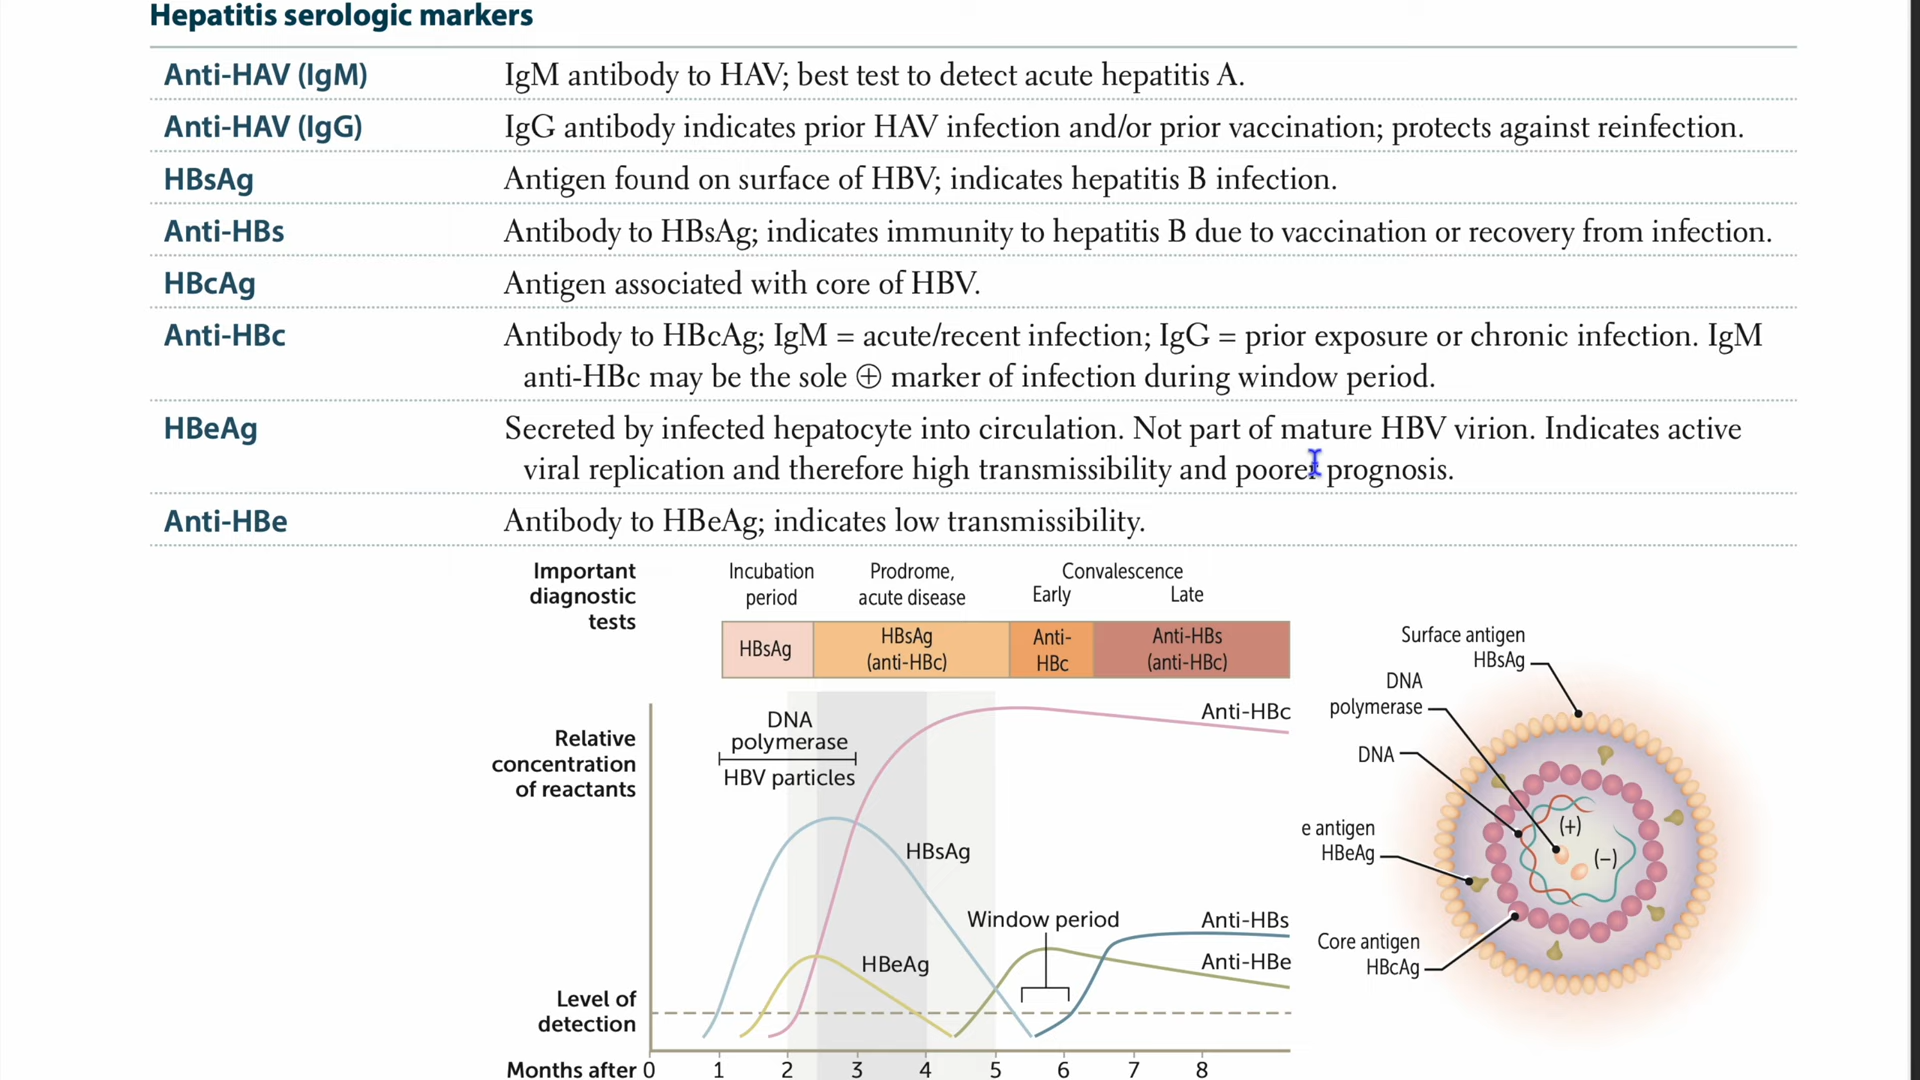 Hepatitis serologic markers
Anti-HAV (IgM) IgM antibody to HAV; best test to detect acute hepatitis A.
Anti-HAV (IgG) IgG antibody indicates prior HAV infection and/or prior vaccination; protects against reinfection.
HBsAg Antigen found on surface of HBV; indicates hepatitis B infection.
Anti-HBs Antibody to HBsAg; indicates immunity to hepatitis B due to vaccination or recovery from infection.
HBcAg Antigen associated with core of HBV.
Anti-HBc Antibody to HBcAg; IgM = acute/recent infection; IgG = prior exposure or chronic infection. IgM
anti-HBc may be the sole ⊕ marker of infection during window period.
HBeAg Secreted by infected hepatocyte into circulation. Not part of mature HBV virion. Indicates active
viral replication and therefore high transmissibility and poorer prognosis.
Anti-HBe Antibody to HBeAg; indicates low transmissibility.
Important
diagnostic
tests
Incubation
period
Prodrome,
acute disease
Convalescence
Early Late
HBsAg
HBsAg
(anti-HBc)
Anti-
HBc
Anti-HBs
(anti-HBc)
Relative
concentration
of reactants
DNA
polymerase
HBV particles
Anti-HBc
HBsAg
Window period
HBeAg
Anti-HBs
Anti-HBe
Level of
detection
Months after 0 1 2 3 4 5 6 7 8
Surface antigen
HBsAg
DNA
polymerase
DNA
(+)
(−)
e antigen
HBeAg
Core antigen
HBcAg